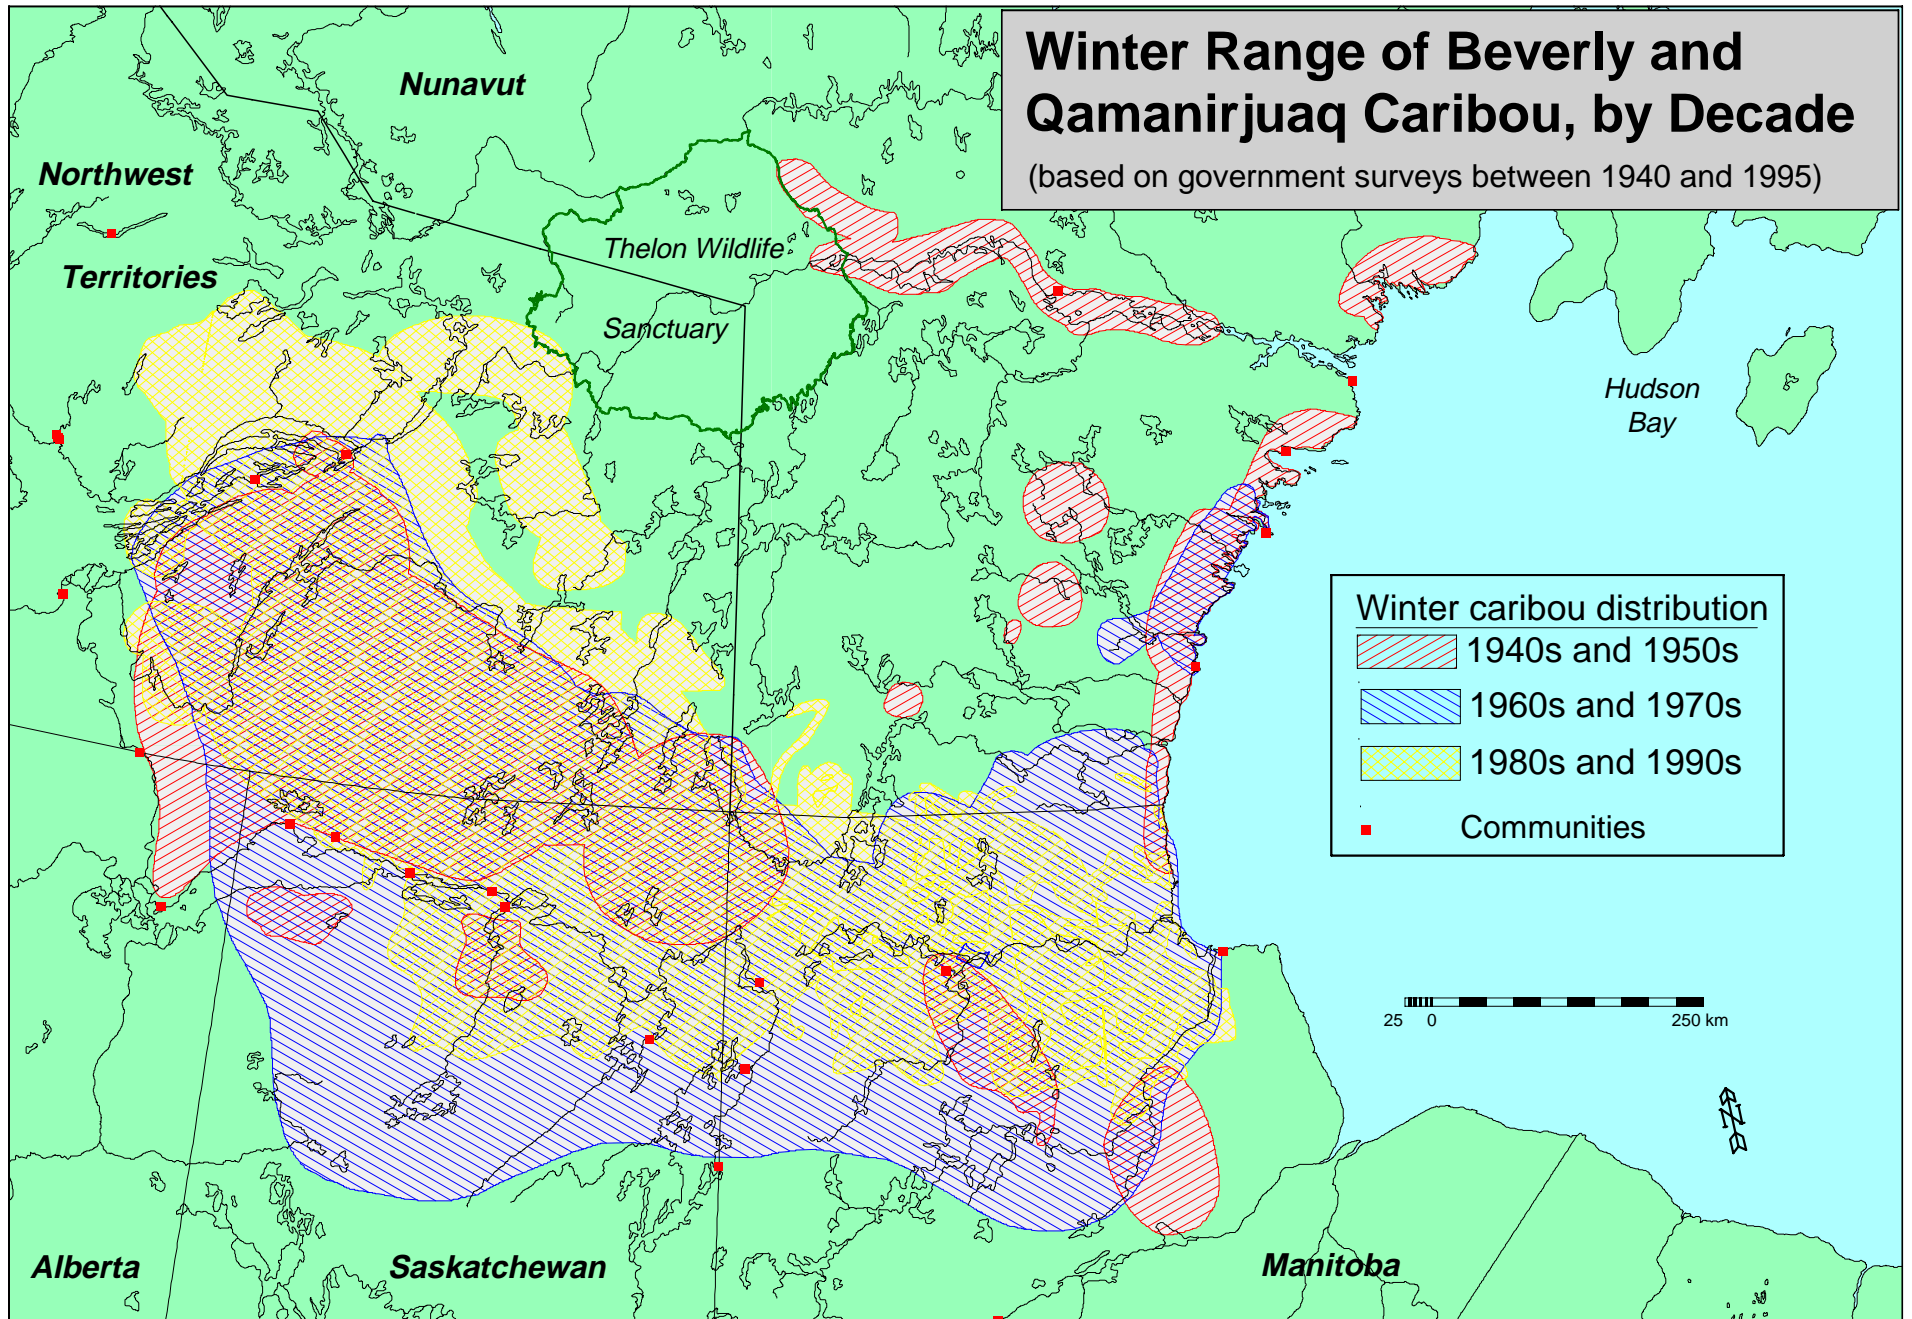 Winter Range of Beverly and
Qamanirjuaq Caribou, by Decade
(based on government surveys between 1940 and 1995)
Nunavut
Northwest
Territories
Thelon Wildlife
Sanctuary
Hudson
Bay
Winter caribou distribution
1940s and 1950s
1960s and 1970s
1980s and 1990s
Communities
25 0 250 km
N
Alberta
Saskatchewan
Manitoba